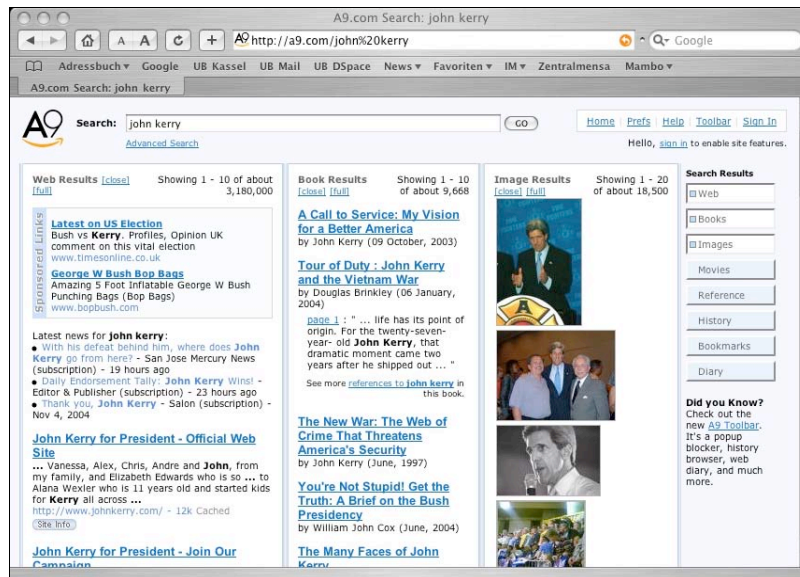 A9.com Search: john kerry
A A
A9 http://a9.com/john%20kerry
Google
Adressbuch Google UB Kassel UB Mail UB DSpace News Favoriten IM Zentralmensa Mambo
A9.com Search: john kerry
A9
Search: john kerry GO
Advanced Search
Home Prefs Help Toolbar Sign In
Hello, sign in to enable site features.
Web Results [close] [full]
Showing 1 - 10 of about 3,180,000
Sponsored Links
Latest on US Election
Bush vs Kerry. Profiles, Opinion UK
comment on this vital election
www.timesonline.co.uk
George W Bush Bop Bags
Amazing 5 Foot Inflatable George W Bush
Punching Bags (Bop Bags)
www.bopbush.com
Latest news for john kerry:
● With his defeat behind him, where does John
Kerry go from here? - San Jose Mercury News
(subscription) - 19 hours ago
● Daily Endorsement Tally: John Kerry Wins! -
Editor & Publisher (subscription) - 23 hours ago
● Thank you, John Kerry - Salon (subscription) -
Nov 4, 2004
John Kerry for President - Official Web
Site
... Vanessa, Alex, Chris, Andre and John, from
my family, and Elizabeth Edwards who is so ... to
Alana Wexler who is 11 years old and started kids
for Kerry all across ...
http://www.johnkerry.com/ - 12k Cached
Site Info
John Kerry for President - Join Our
Campaign
Book Results
[close] [full]
Showing 1 - 10
of about 9,668
A Call to Service: My Vision
for a Better America
by John Kerry (09 October, 2003)
Tour of Duty : John Kerry
and the Vietnam War
by Douglas Brinkley (06 January,
2004)
page 1 : " ... life has its point of
origin. For the twenty-seven-
year- old John Kerry, that
dramatic moment came two
years after he shipped out ... "
See more references to john kerry in
this book.
The New War: The Web of
Crime That Threatens
America's Security
by John Kerry (June, 1997)
You're Not Stupid! Get the
Truth: A Brief on the Bush
Presidency
by William John Cox (June, 2004)
The Many Faces of John
Kerry
Image Results
[close] [full]
Showing 1 - 20
of about 18,500
Search Results
Web
Books
Images
Movies
Reference
History
Bookmarks
Diary
Did you Know?
Check out the
new A9 Toolbar.
It's a popup
blocker, history
browser, web
diary, and much
more.